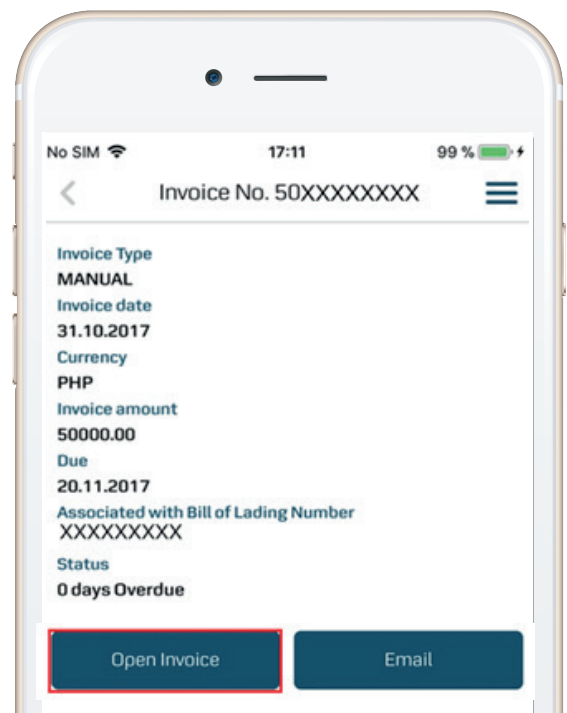 No SIM 17:11 99 %
Invoice No. 50XXXXXXXX
Invoice Type
MANUAL
Invoice date
31.10.2017
Currency
PHP
Invoice amount
50000.00
Due
20.11.2017
Associated with Bill of Lading Number
XXXXXXXXX
Status
0 days Overdue
Open Invoice Email